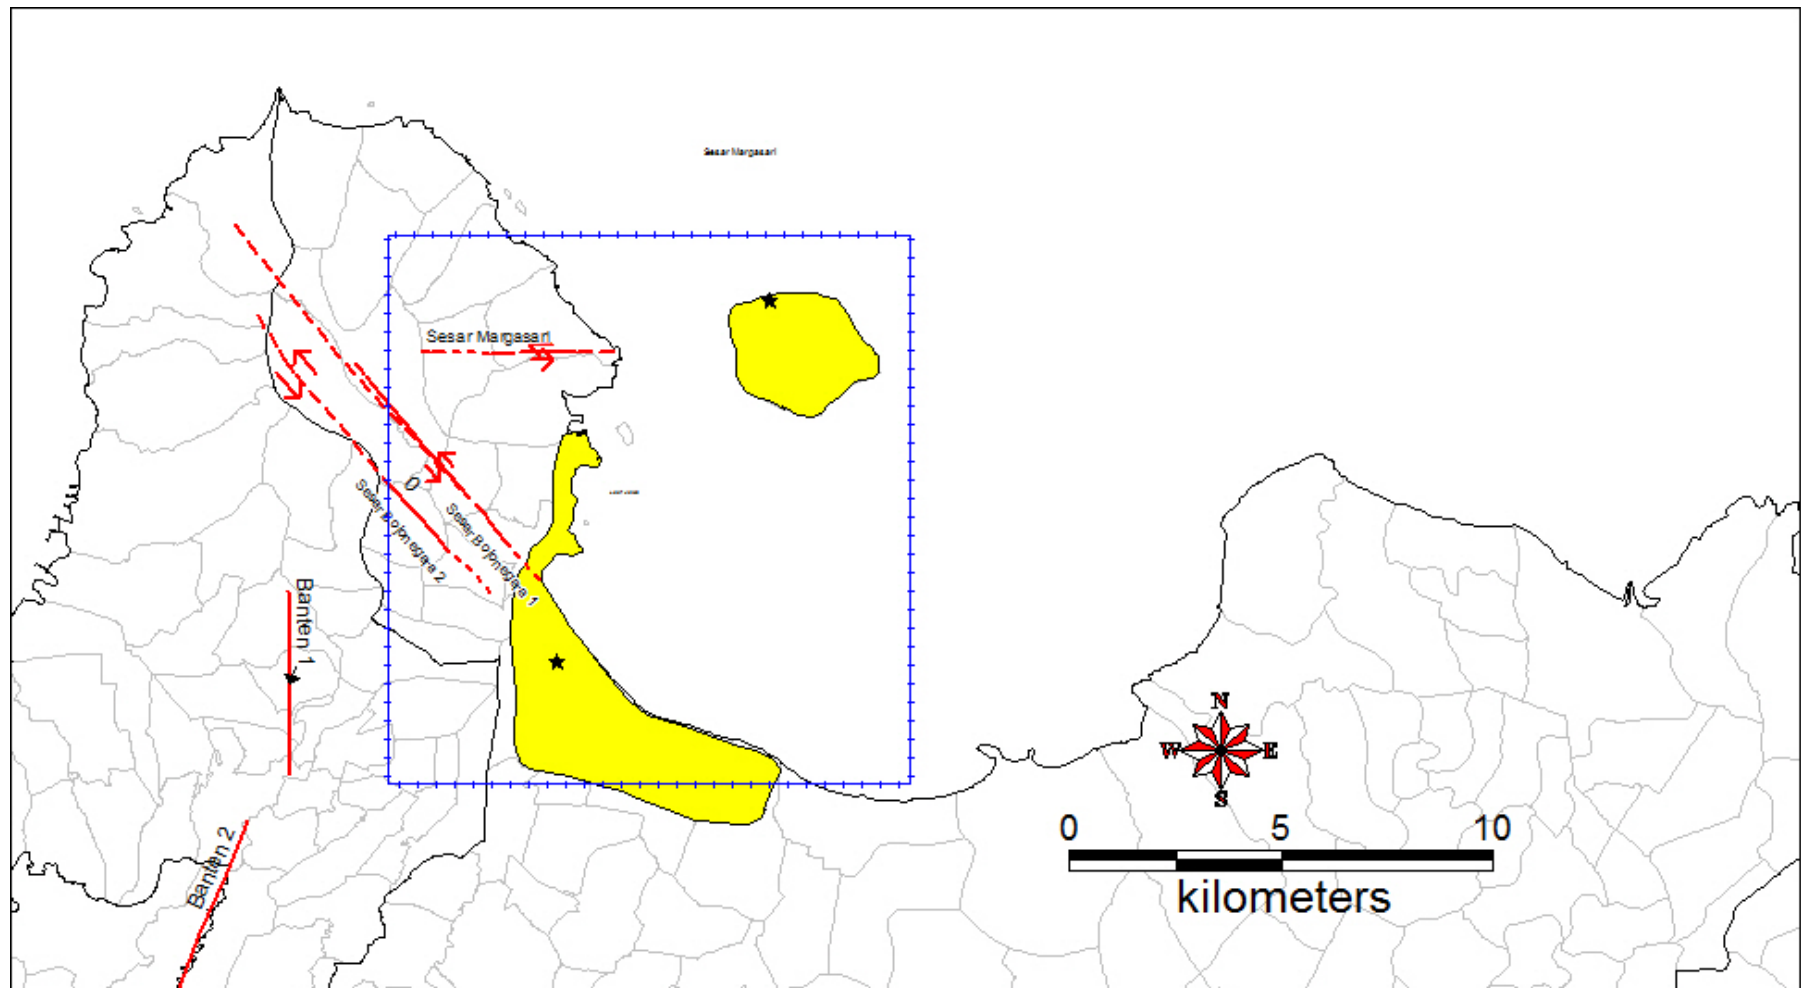 Sesar Margasari
Sesar Margasari
0
Sesar Bojonegara 2
Sesar Bojonegara 1
Banten 1
Banten 2
N
W
E
S
0
5
10
kilometers